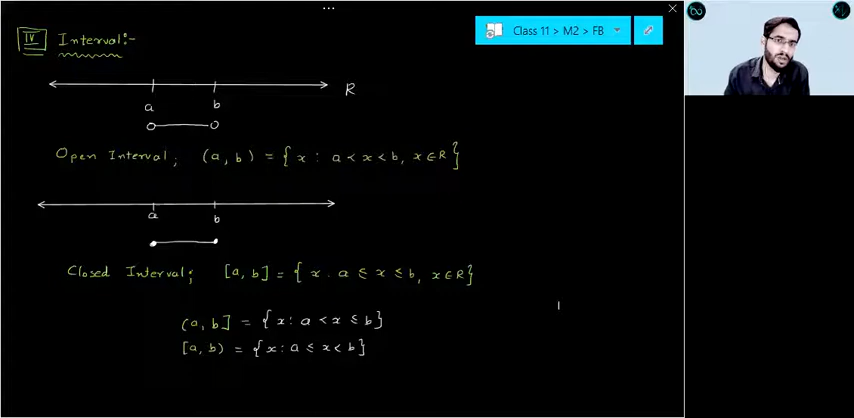 Class 11 > M2 > FB
IV Interval:-
R
a b
Open Interval; (a, b) = { x : a < x < b, x ∈ R}
a b
Closed Interval; [a, b] = { x . a ≤ x ≤ b, x ∈ R}
(a, b] = {x : a < x ≤ b}
[a, b) = {x : a ≤ x < b}